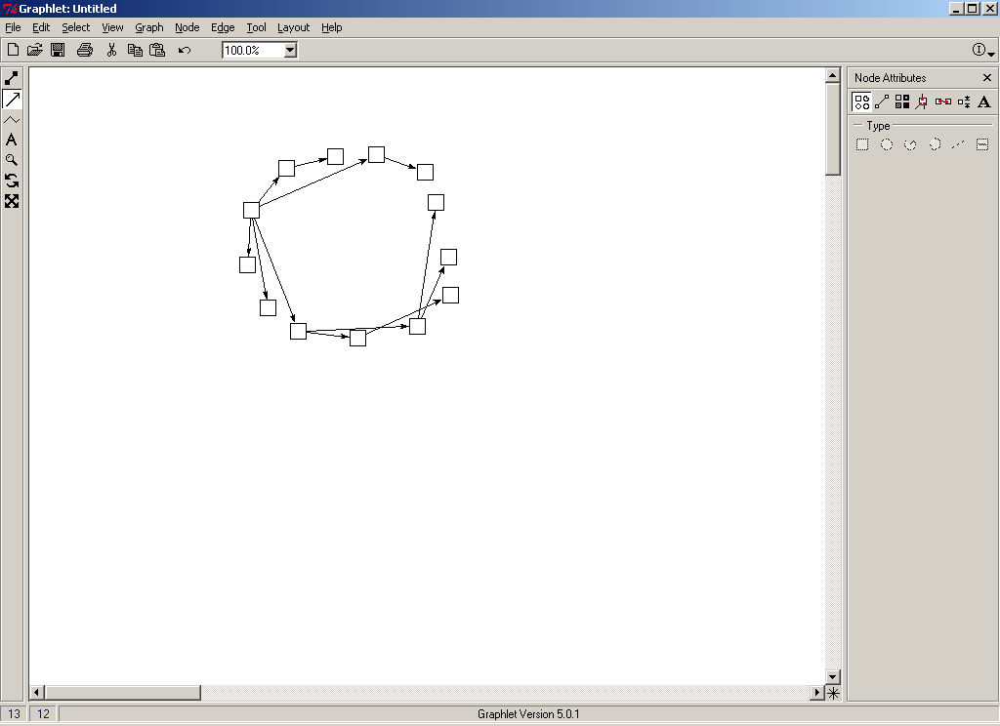 Graphlet: Untitled
File Edit Select View Graph Node Edge Tool Layout Help
100.0%
Node Attributes
A
A
Type
13 12 Graphlet Version 5.0.1